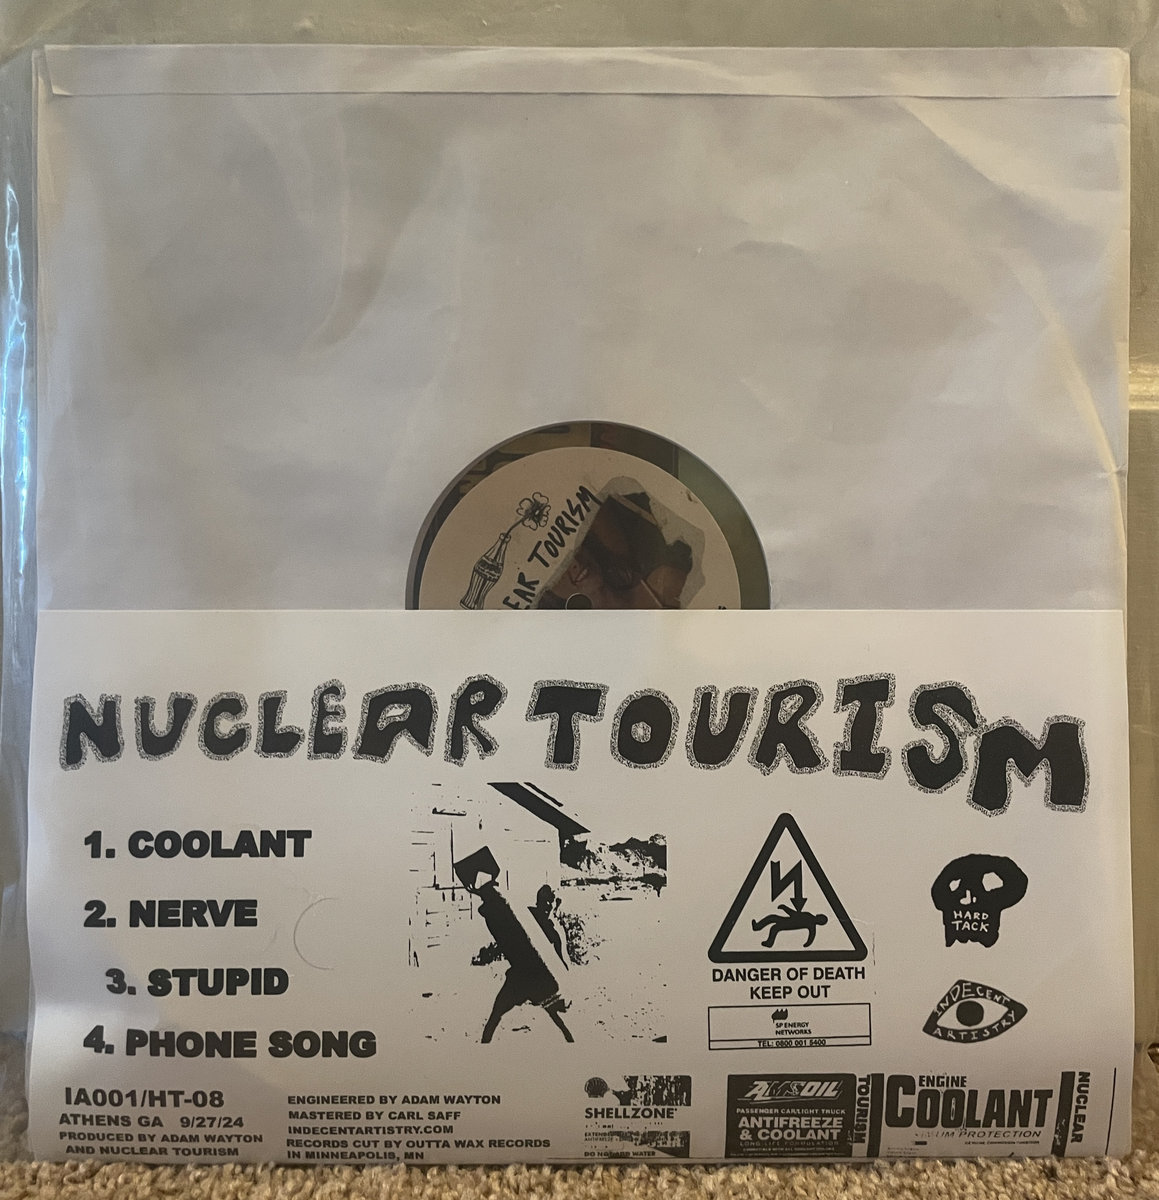 EAR TOURISM
NUCLEAR TOURISM
1. COOLANT
2. NERVE
3. STUPID
4. PHONE SONG
DANGER OF DEATH
KEEP OUT
SP ENERGY
NETWORKS
TEL: 0800 001 5400
HARD
TACK
INDECENT
ARTISTRY
IA001/HT-08
ATHENS GA 9/27/24
PRODUCED BY ADAM WAYTON
AND NUCLEAR TOURISM
ENGINEERED BY ADAM WAYTON
MASTERED BY CARL SAFF
INDECENTARTISTRY.COM
RECORDS CUT BY OUTTA WAX RECORDS
IN MINNEAPOLIS, MN
SHELLZONE
WATER
AMSOIL
PASSENGER CAR/LIGHT TRUCK
ANTIFREEZE
& COOLANT
TOURISM
ENGINE
COOLANT
PROTECTION
NUCLEAR